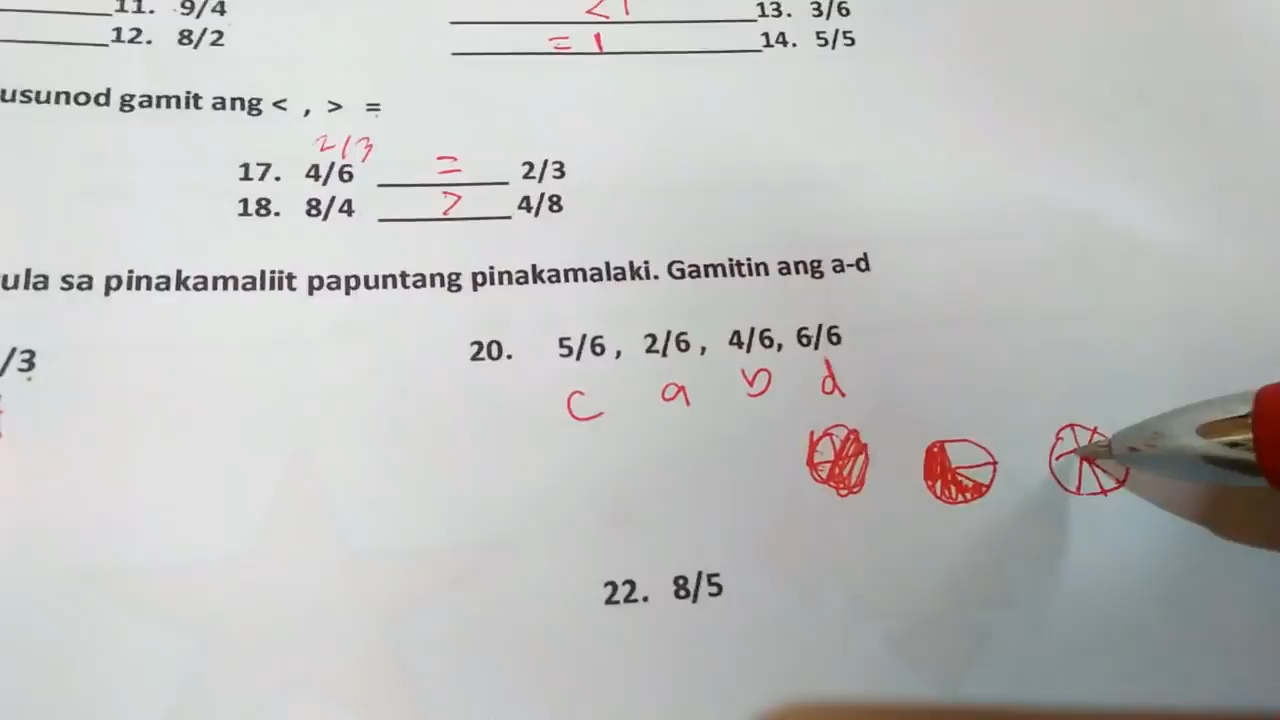 11. 9/4
<1 13. 3/6
12. 8/2
= 1 14. 5/5
usunod gamit ang < , > =
2/3
17. 4/6 = 2/3
18. 8/4 > 4/8
ula sa pinakamaliit papuntang pinakamalaki. Gamitin ang a-d
/3
20. 5/6 , 2/6 , 4/6, 6/6
c a b d
22. 8/5